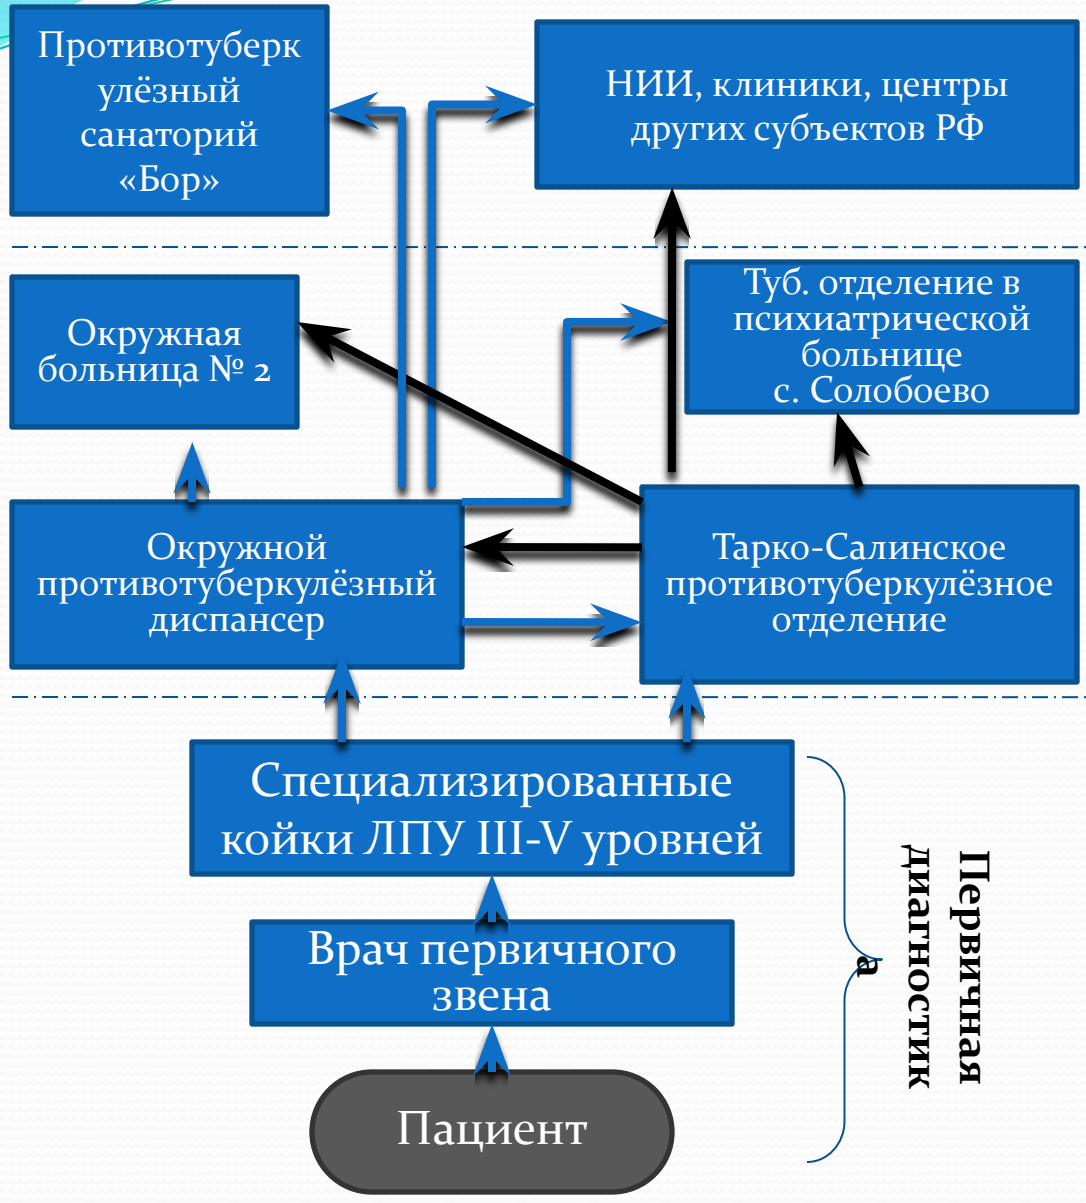 Противотуберк
улёзный
санаторий
«Бор»
НИИ, клиники, центры
других субъектов РФ
Окружная
больница № 2
Туб. отделение в
психиатрической
больнице
с. Солобоево
Окружной
противотуберкулёзный
диспансер
Тарко-Салинское
противотуберкулёзное
отделение
Специализированные
койки ЛПУ III-V уровней
Врач первичного
звена
Пациент
Первичная
диагностик
а